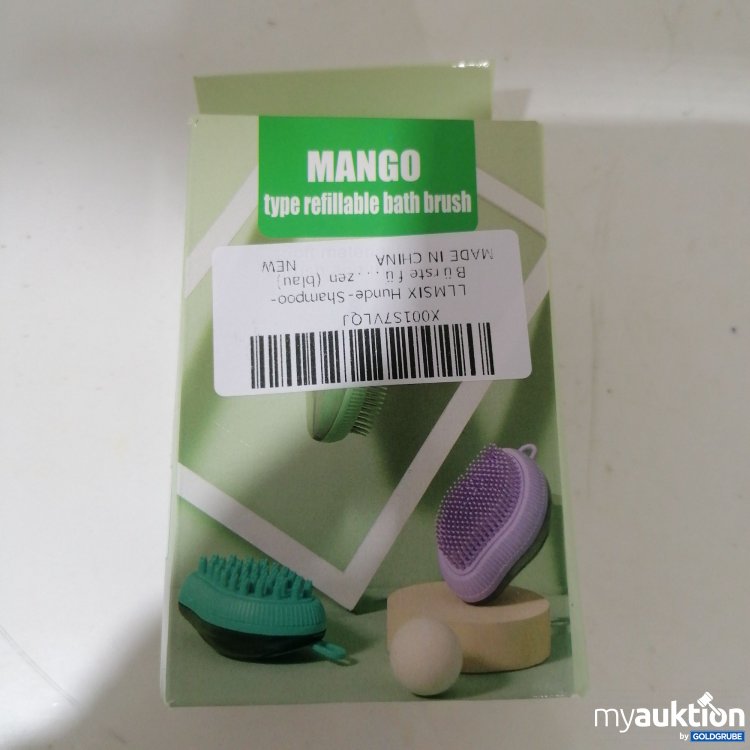 MANGO
type refillable bath brush
X001S7VLQJ
LLMSIX Hunde-Shampoo-
Bürste fü...zen (blau)
NEW
MADE IN CHINA
myauktion
by GOLDGRUBE